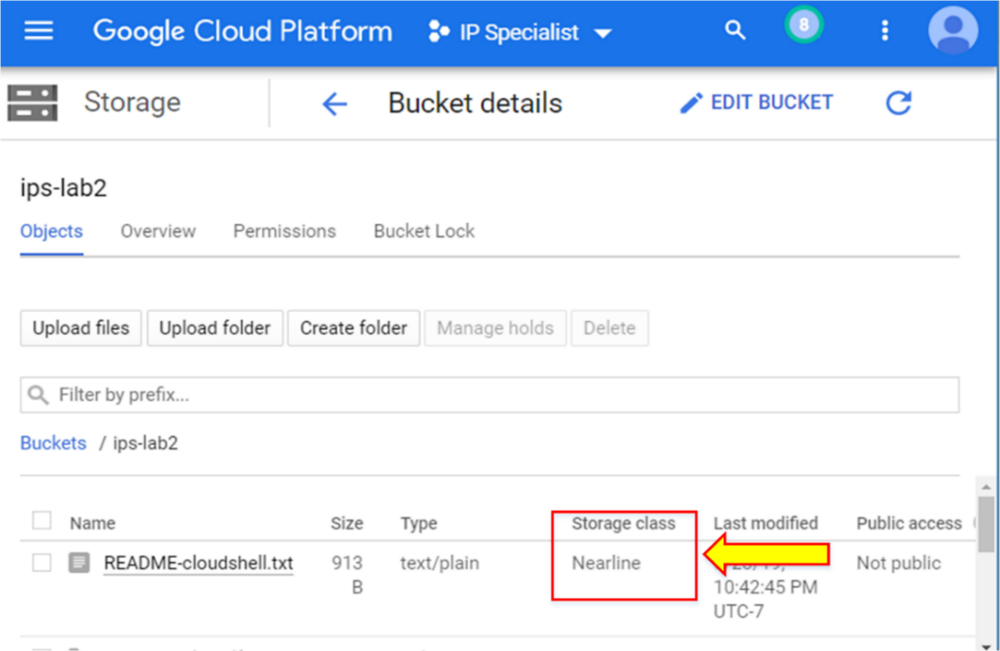 Google Cloud Platform IP Specialist 8
Storage Bucket details EDIT BUCKET
ips-lab2
Objects Overview Permissions Bucket Lock
Upload files Upload folder Create folder Manage holds Delete
Filter by prefix...
Buckets / ips-lab2
Name Size Type Storage class Last modified Public access
README-cloudshell.txt 913 text/plain Nearline Not public
B 10:42:45 PM
UTC-7